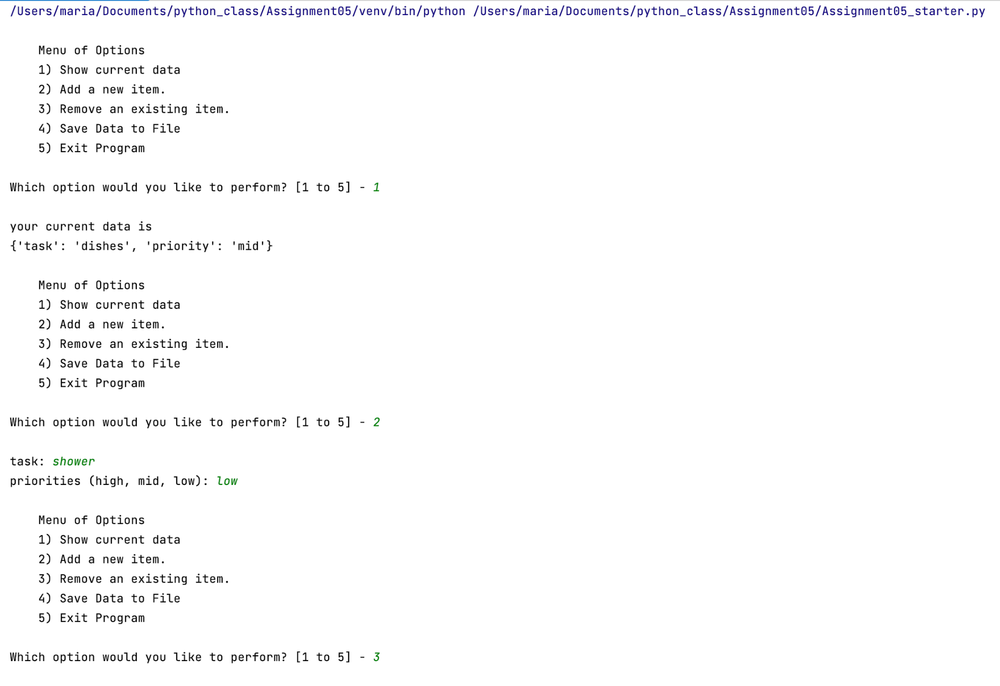 /Users/maria/Documents/python_class/Assignment05/venv/bin/python /Users/maria/Documents/python_class/Assignment05/Assignment05_starter.py
Menu of Options
1) Show current data
2) Add a new item.
3) Remove an existing item.
4) Save Data to File
5) Exit Program
Which option would you like to perform? [1 to 5] - 1
your current data is
{'task': 'dishes', 'priority': 'mid'}
Menu of Options
1) Show current data
2) Add a new item.
3) Remove an existing item.
4) Save Data to File
5) Exit Program
Which option would you like to perform? [1 to 5] - 2
task: shower
priorities (high, mid, low): low
Menu of Options
1) Show current data
2) Add a new item.
3) Remove an existing item.
4) Save Data to File
5) Exit Program
Which option would you like to perform? [1 to 5] - 3